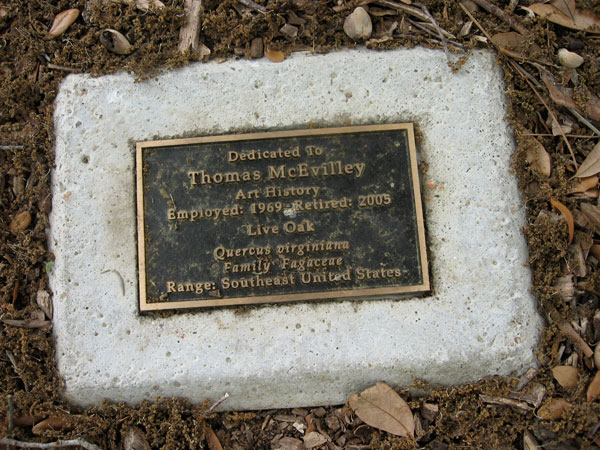 Dedicated To
Thomas McEvilley
Art History
Employed: 1969 Retired: 2005
Live Oak
Quercus virginiana
Family Fagaceae
Range: Southeast United States